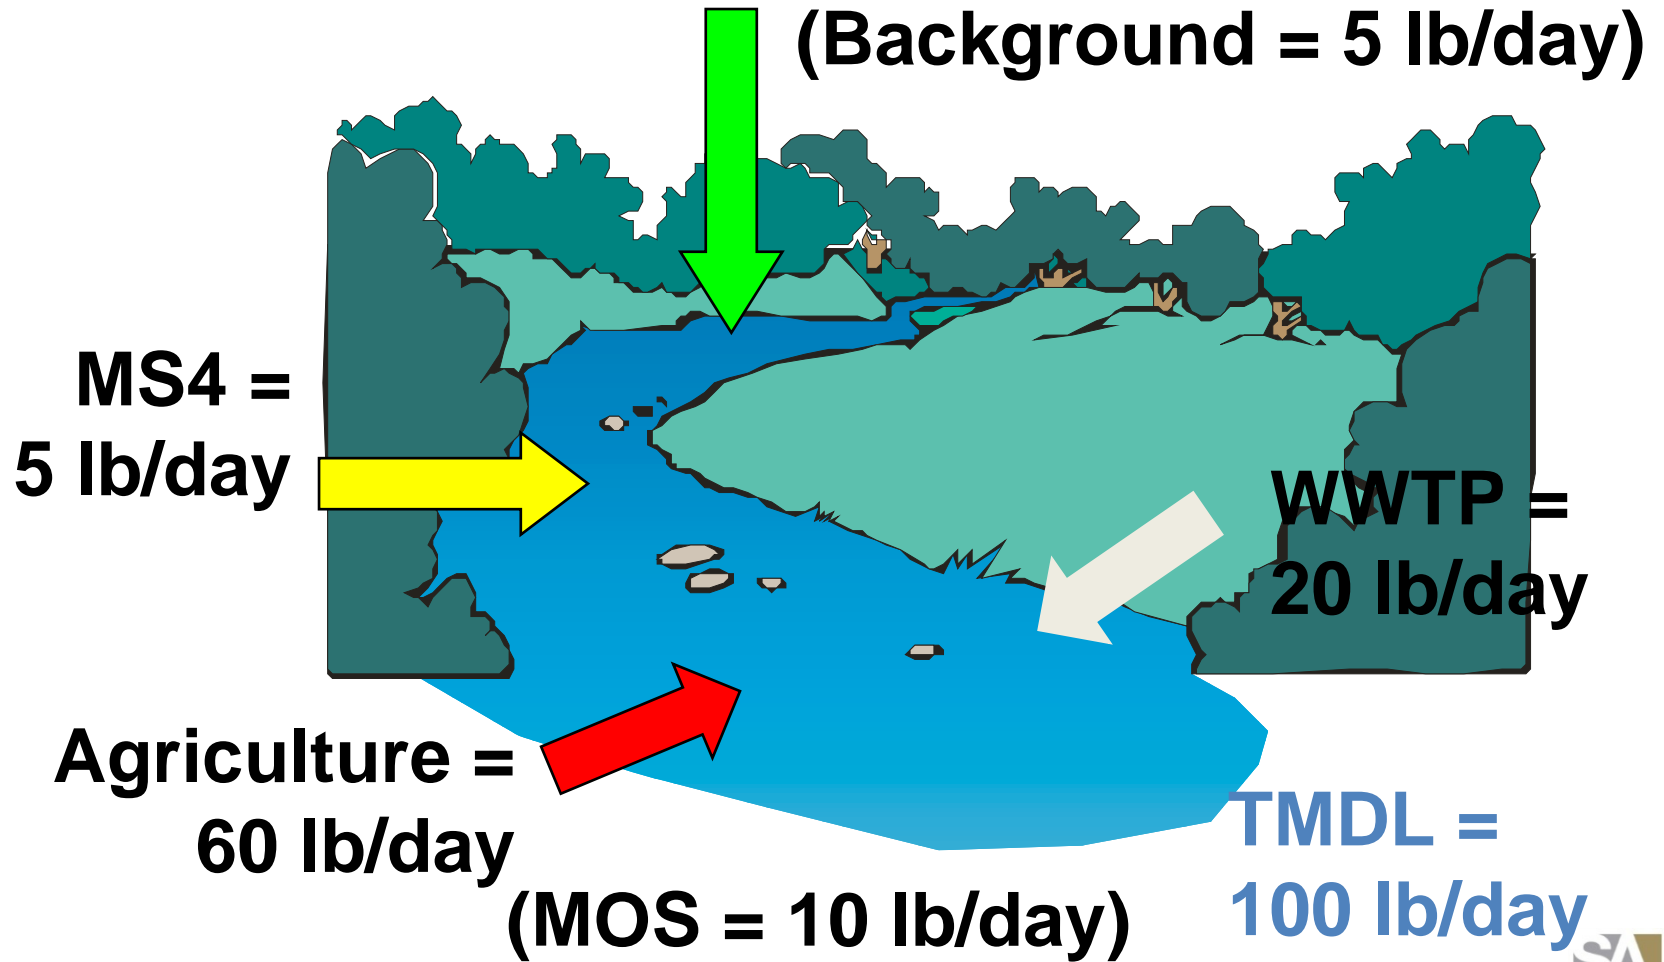 (Background = 5 lb/day)
MS4 =
5 lb/day
WWTP =
20 lb/day
Agriculture =
60 lb/day
(MOS = 10 lb/day)
TMDL =
100 lb/day